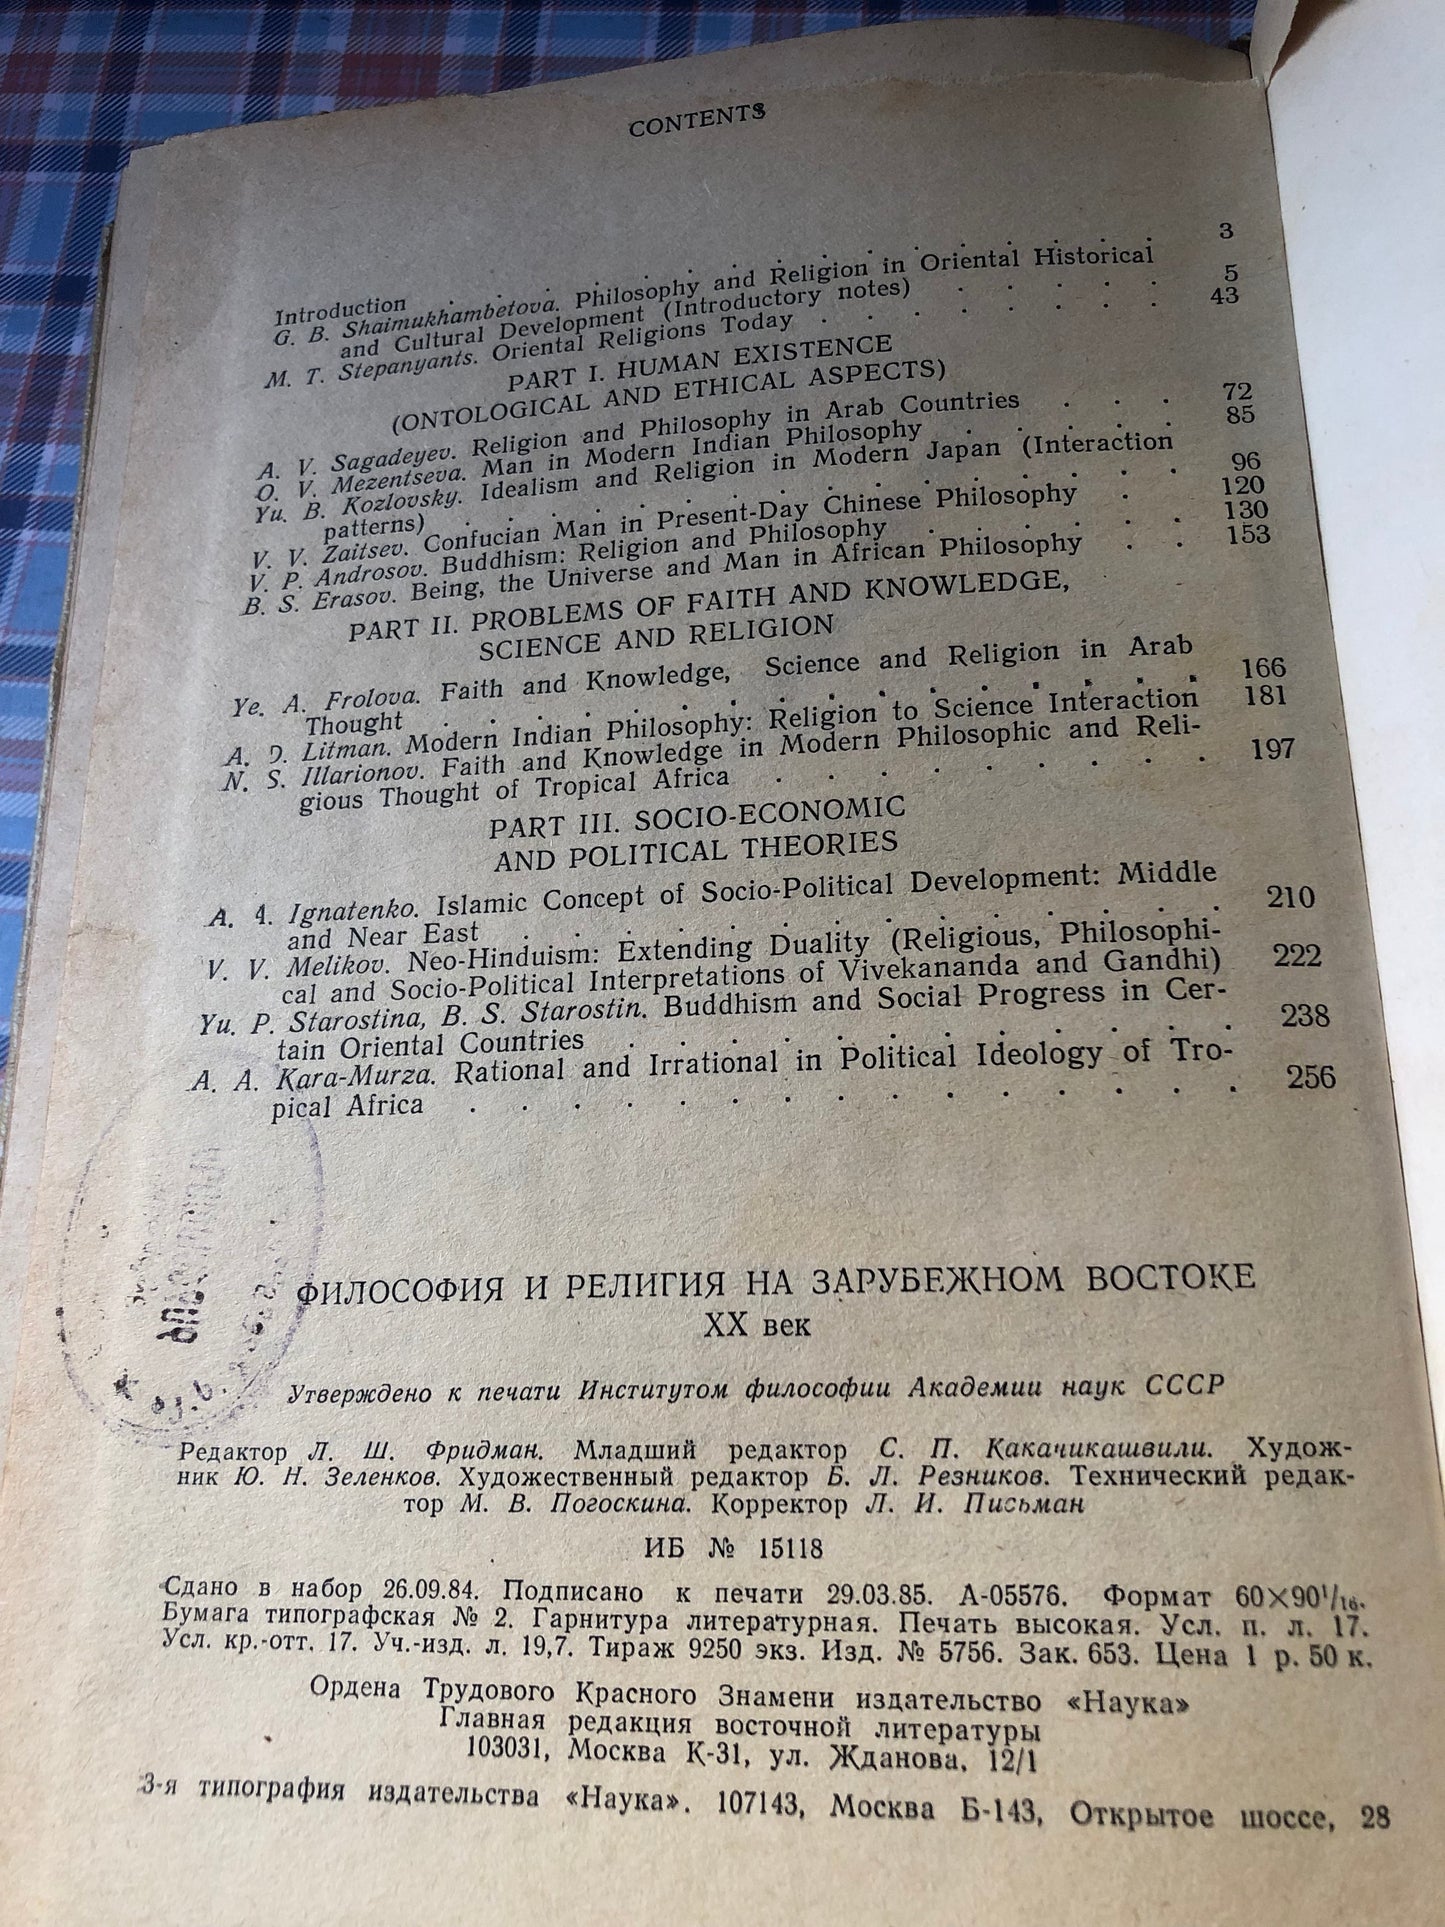 CONTENTS
Introduction . . . . . . . . . . . . . . . 3
G. B. Shaimukhambetova. Philosophy and Religion in Oriental Historical
and Cultural Development (Introductory notes) . . . . . 5
M. T. Stepanyants. Oriental Religions Today . . . . . . . . 43
PART I. HUMAN EXISTENCE
(ONTOLOGICAL AND ETHICAL ASPECTS)
A. V. Sagadeyev. Religion and Philosophy in Arab Countries . . . 72
O. V. Mezentseva. Man in Modern Indian Philosophy . . . . . 85
Yu. B. Kozlovsky. Idealism and Religion in Modern Japan (Interaction
patterns) . . . . . . . . . . . . . . . 96
V. V. Zaitsev. Confucian Man in Present-Day Chinese Philosophy . 120
V. P. Androsov. Buddhism: Religion and Philosophy . . . . . . 130
B. S. Erasov. Being, the Universe and Man in African Philosophy . . 153
PART II. PROBLEMS OF FAITH AND KNOWLEDGE,
SCIENCE AND RELIGION
Ye. A. Frolova. Faith and Knowledge, Science and Religion in Arab
Thought . . . . . . . . . . . . . . . . 166
A. D. Litman. Modern Indian Philosophy: Religion to Science Interaction 181
N. S. Illarionov. Faith and Knowledge in Modern Philosophic and Reli-
gious Thought of Tropical Africa . . . . . . . . . 197
PART III. SOCIO-ECONOMIC
AND POLITICAL THEORIES
A. A. Ignatenko. Islamic Concept of Socio-Political Development: Middle
and Near East . . . . . . . . . . . . . . 210
V. V. Melikov. Neo-Hinduism: Extending Duality (Religious, Philosophi-
cal and Socio-Political Interpretations of Vivekananda and Gandhi) 222
Yu. P. Starostina, B. S. Starostin. Buddhism and Social Progress in Cer-
tain Oriental Countries . . . . . . . . . . . . 238
A. A. Kara-Murza. Rational and Irrational in Political Ideology of Tro-
pical Africa . . . . . . . . . . . . . . . 256
ФИЛОСОФИЯ И РЕЛИГИЯ НА ЗАРУБЕЖНОМ ВОСТОКЕ
XX век
Утверждено к печати Институтом философии Академии наук СССР
Редактор Л. Ш. Фридман. Младший редактор С. П. Какачикашвили. Худож-
ник Ю. Н. Зеленков. Художественный редактор Б. Л. Резников. Технический редак-
тор М. В. Погоскина. Корректор Л. И. Письман
ИБ № 15118
Сдано в набор 26.09.84. Подписано к печати 29.03.85. А-05576. Формат 60×90¹/₁₆.
Бумага типографская № 2. Гарнитура литературная. Печать высокая. Усл. п. л. 17.
Усл. кр.-отт. 17. Уч.-изд. л. 19,7. Тираж 9250 экз. Изд. № 5756. Зак. 653. Цена 1 р. 50 к.
Ордена Трудового Красного Знамени издательство «Наука»
Главная редакция восточной литературы
103031, Москва К-31, ул. Жданова, 12/1
3-я типография издательства «Наука». 107143, Москва Б-143, Открытое шоссе, 28